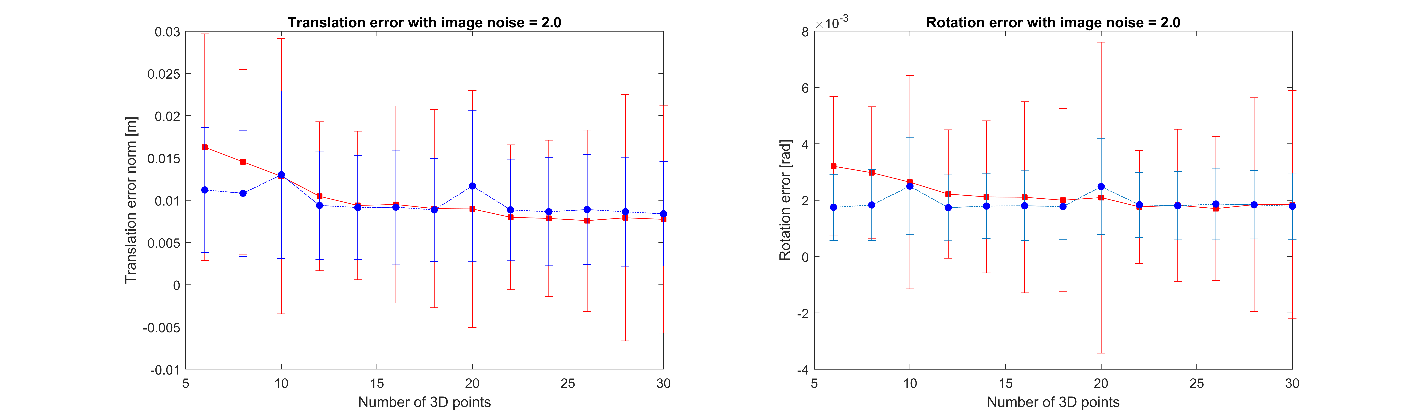 Translation error with image noise = 2.0
Translation error norm [m]
0.03
0.025
0.02
0.015
0.01
0.005
0
-0.005
-0.01
5 10 15 20 25 30
Number of 3D points
Rotation error with image noise = 2.0
×10-3
Rotation error [rad]
8
6
4
2
0
-2
-4
5 10 15 20 25 30
Number of 3D points